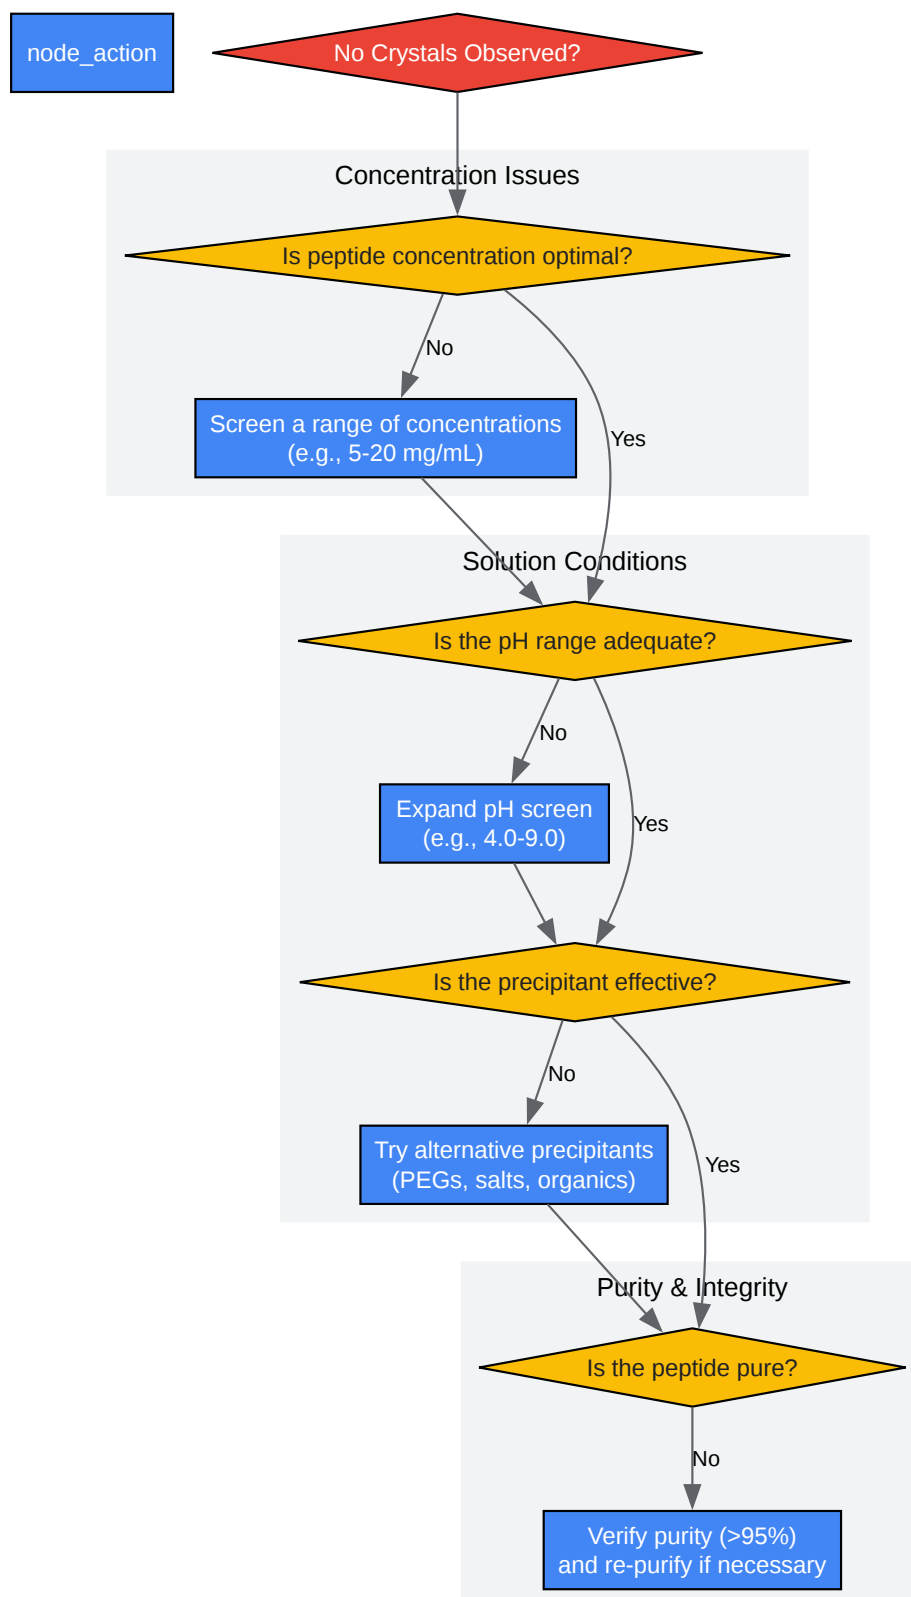 node_action
No Crystals Observed?
Concentration Issues
Is peptide concentration optimal?
No
Screen a range of concentrations
(e.g., 5-20 mg/mL)
Yes
Solution Conditions
Is the pH range adequate?
No
Expand pH screen
(e.g., 4.0-9.0)
Yes
Is the precipitant effective?
No
Try alternative precipitants
(PEGs, salts, organics)
Yes
Purity & Integrity
Is the peptide pure?
No
Verify purity (>95%)
and re-purify if necessary